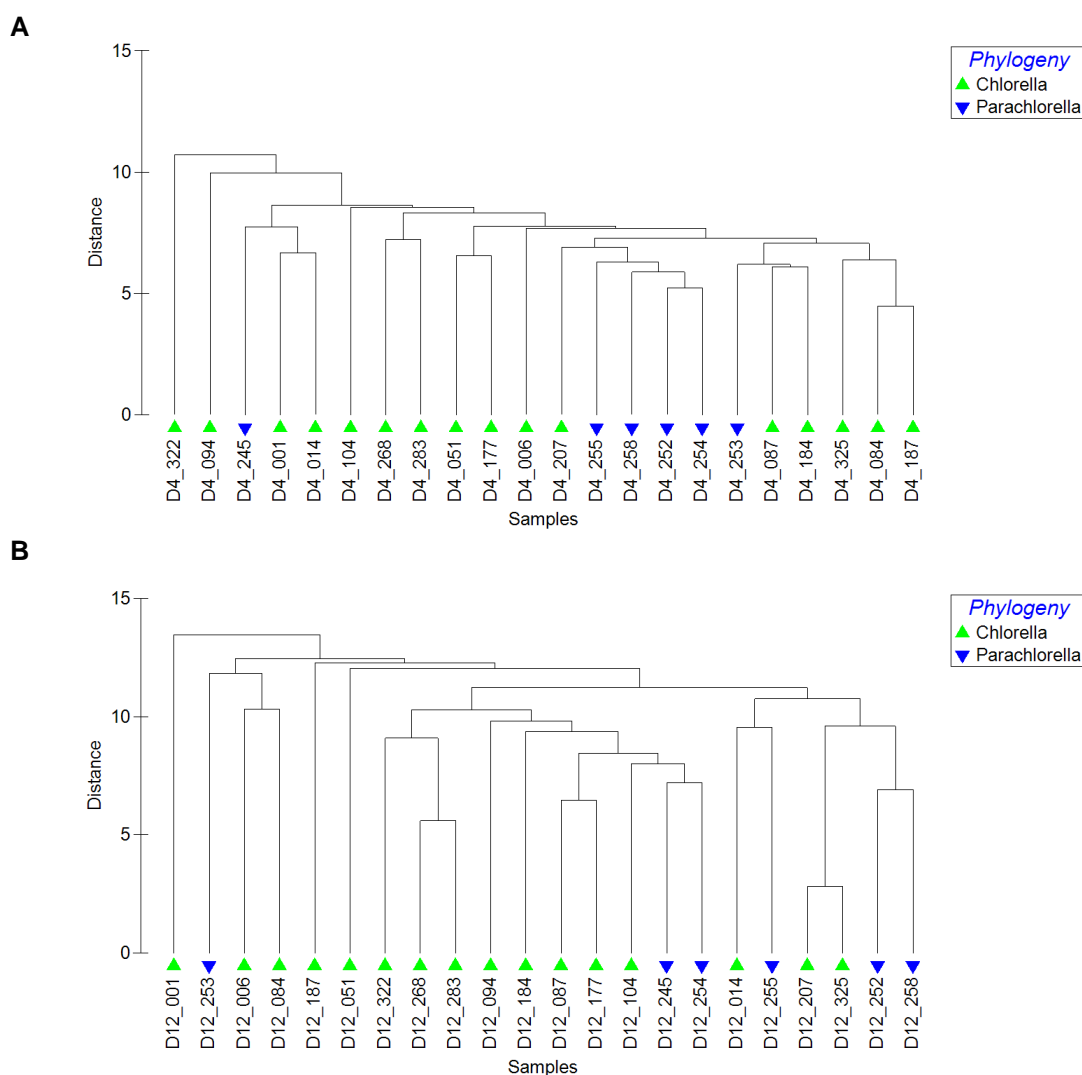 A
15
10
5
0
Distance
Phylogeny
Chlorella
Parachlorella
D4_322
D4_094
D4_245
D4_001
D4_014
D4_104
D4_268
D4_283
D4_051
D4_177
D4_006
D4_207
D4_255
D4_258
D4_252
D4_254
D4_253
D4_087
D4_184
D4_325
D4_084
D4_187
Samples
B
15
10
5
0
Distance
Phylogeny
Chlorella
Parachlorella
D12_001
D12_253
D12_006
D12_084
D12_187
D12_051
D12_322
D12_268
D12_283
D12_094
D12_184
D12_087
D12_177
D12_104
D12_245
D12_254
D12_014
D12_255
D12_207
D12_325
D12_252
D12_258
Samples